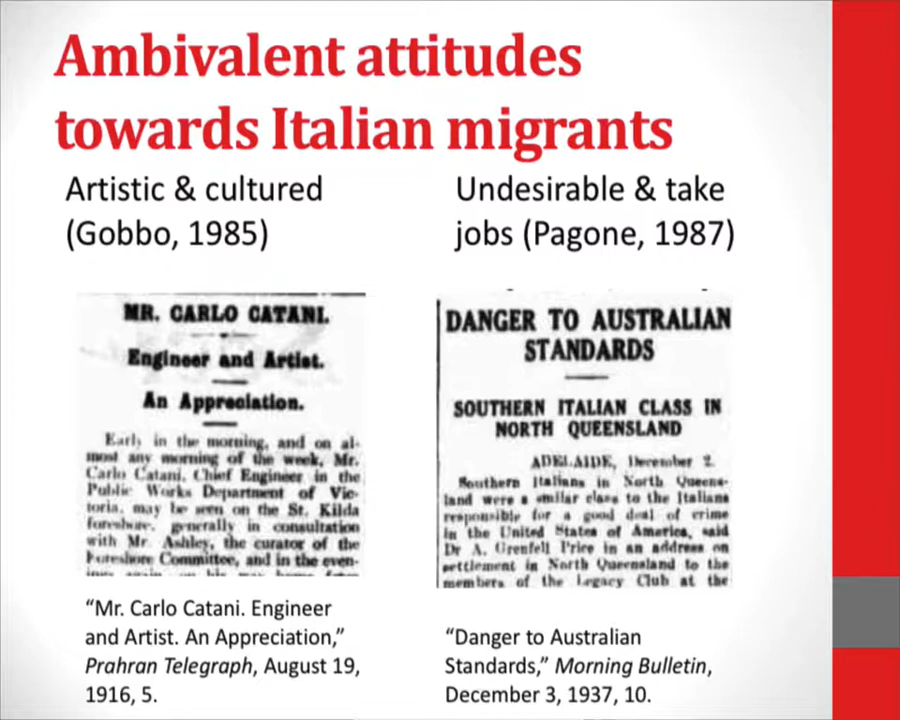 Ambivalent attitudes
towards Italian migrants
Artistic & cultured
(Gobbo, 1985)
MR. CARLO CATANI.
Engineer and Artist.
An Appreciation.
Early in the morning, and on al-
most any morning of the week, Mr.
Carlo Catani, Chief Engineer in the
Public Works Department of Vic-
toria, may be seen on the St. Kilda
foreshore, generally in consultation
with Mr. Ashley, the curator of the
Foreshore Committee, and in the even-
“Mr. Carlo Catani. Engineer
and Artist. An Appreciation,”
Prahran Telegraph, August 19,
1916, 5.
Undesirable & take
jobs (Pagone, 1987)
DANGER TO AUSTRALIAN
STANDARDS
SOUTHERN ITALIAN CLASS IN
NORTH QUEENSLAND
ADELAIDE, December 2.
Southern Italians in North Queens-
land were a similar class to the Italians
responsible for a good deal of crime
in the United States of America, said
Dr A. Grenfell Price in an address on
settlement in North Queensland to the
members of the Legacy Club at the
“Danger to Australian
Standards,” Morning Bulletin,
December 3, 1937, 10.